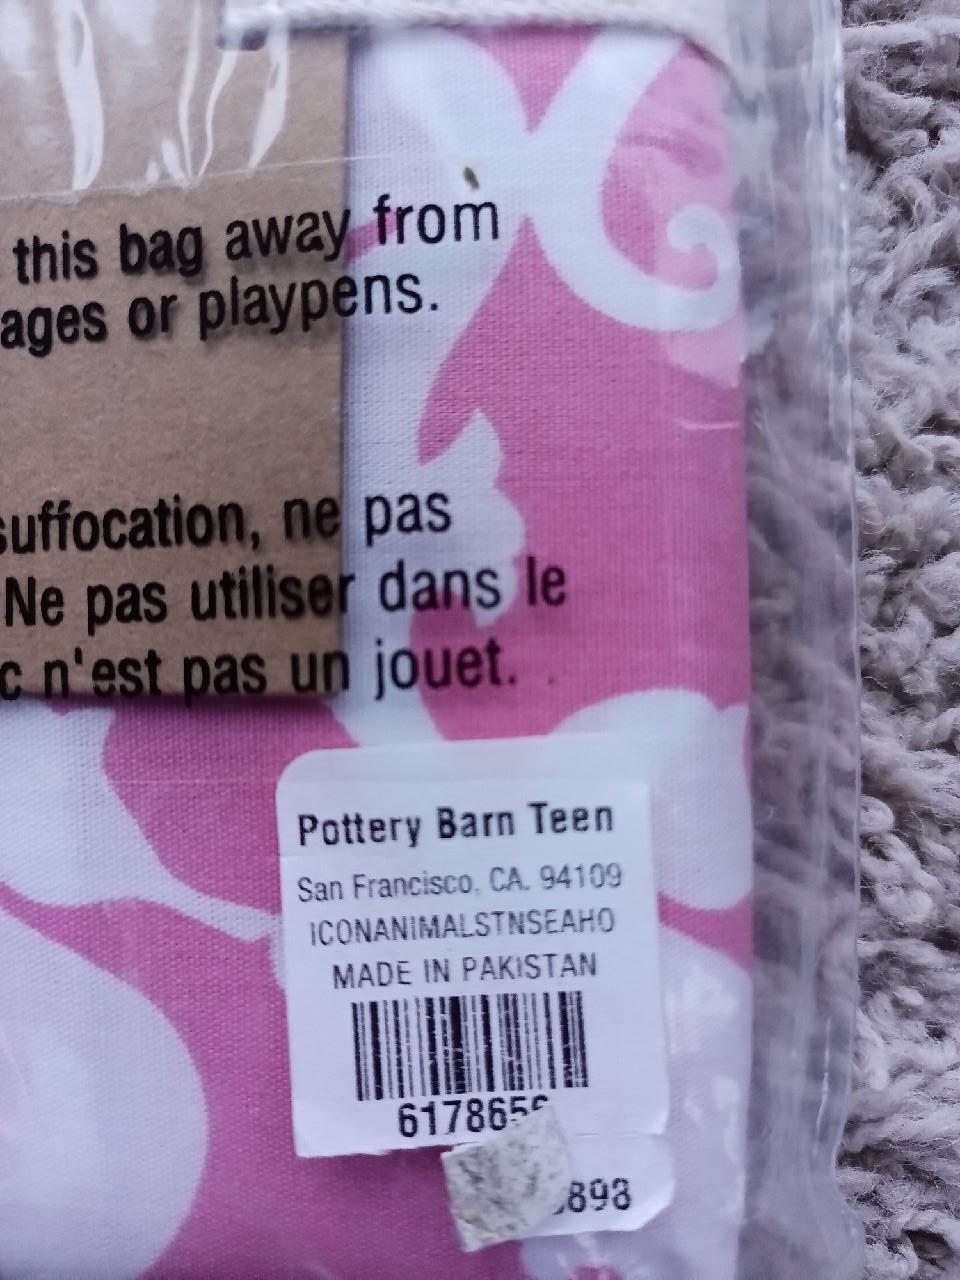 this bag away from
ages or playpens.
suffocation, ne pas
Ne pas utiliser dans le
c n'est pas un jouet.
Pottery Barn Teen
San Francisco, CA. 94109
ICONANIMALSTNSEAHO
MADE IN PAKISTAN